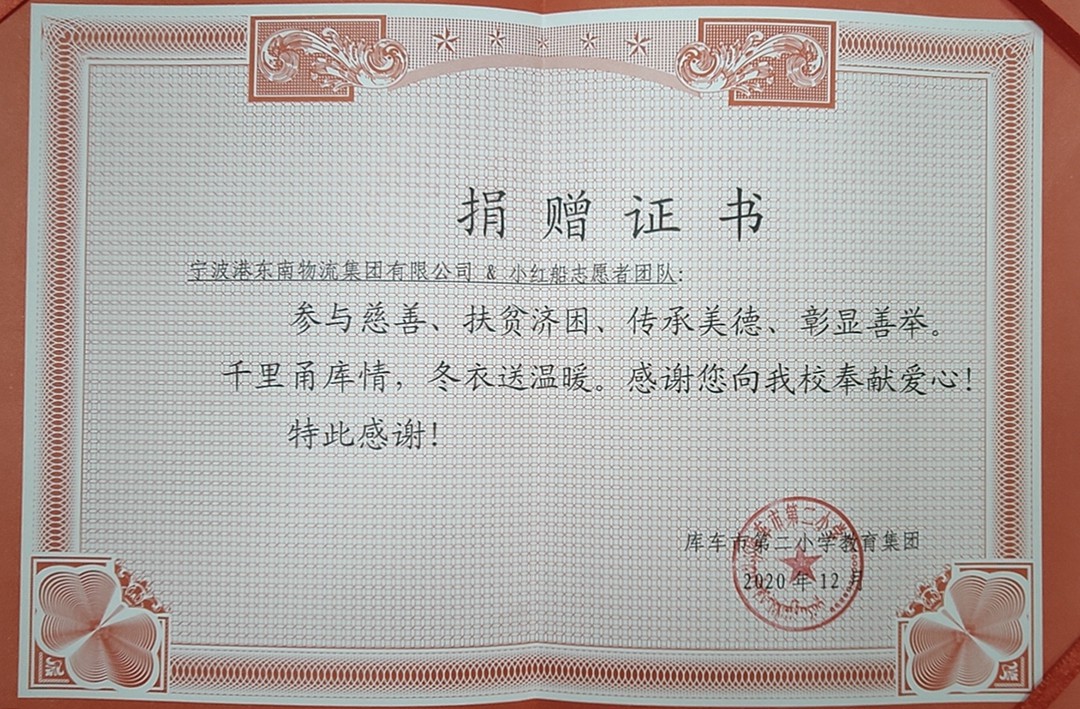 捐赠证书
宁波港东南物流集团有限公司 & 小红船志愿者团队:
参与慈善、扶贫济困、传承美德、彰显善举。
千里甬库情，冬衣送温暖。感谢您向我校奉献爱心!
特此感谢!
库车市第二小学教育集团
2020年12月